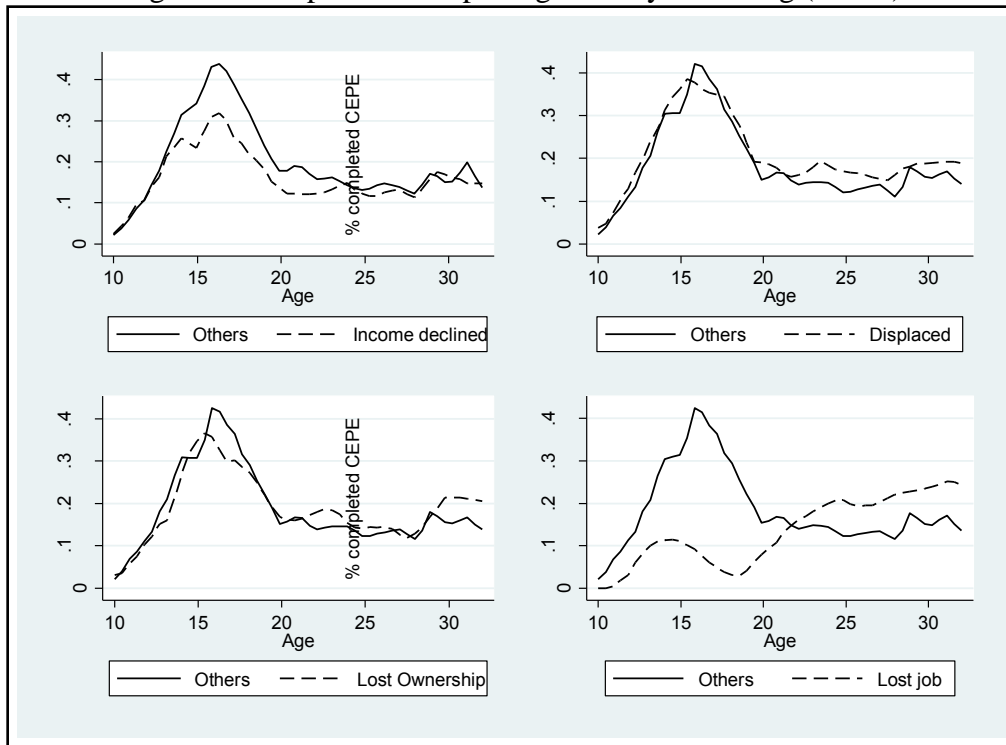 % completed CEPE
0 .1 .2 .3 .4
10 15 20 25 30
Age
Others Income declined
0 .1 .2 .3 .4
10 15 20 25 30
Age
Others Displaced
% completed CEPE
0 .1 .2 .3 .4
10 15 20 25 30
Age
Others Lost Ownership
0 .1 .2 .3 .4
10 15 20 25 30
Age
Others Lost job